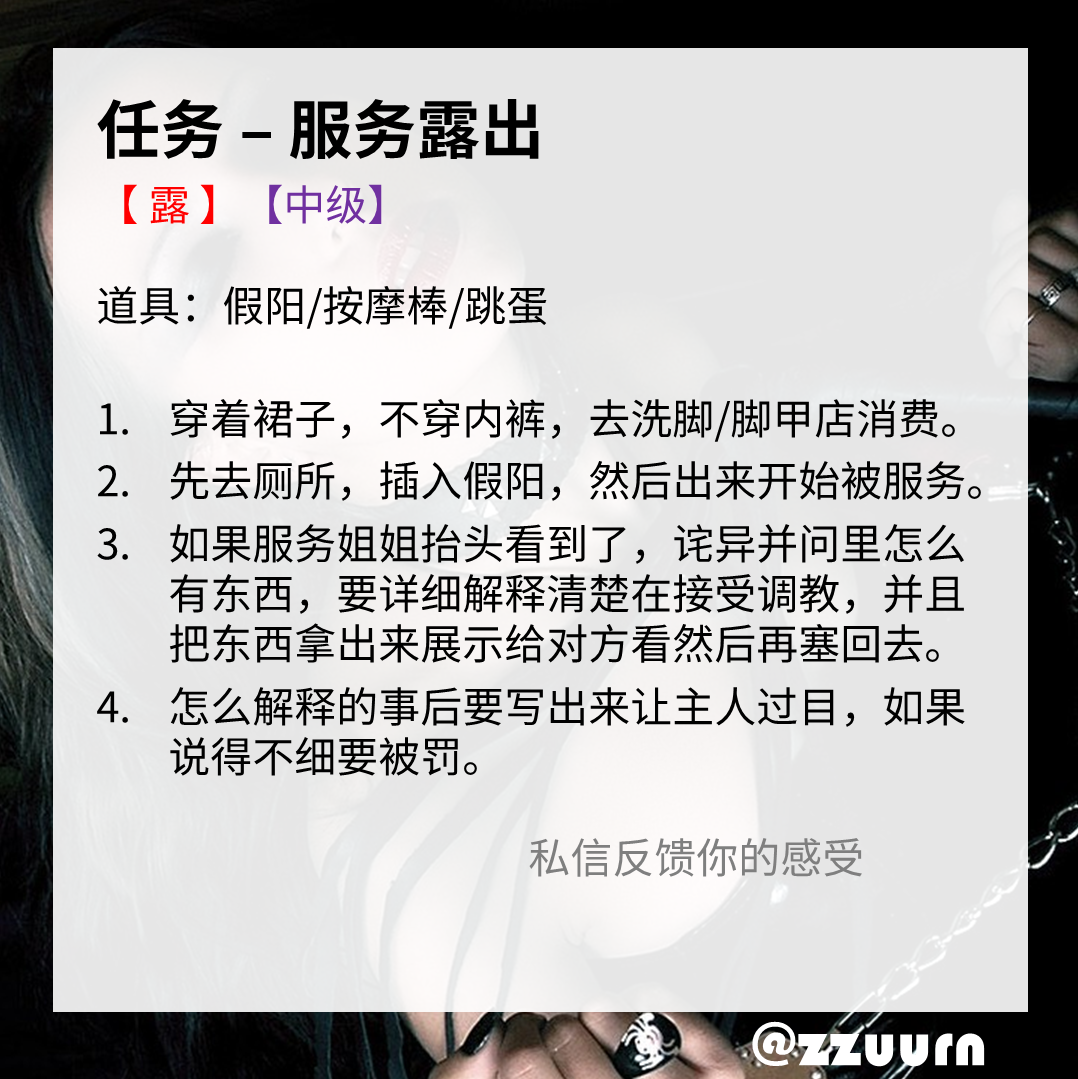 任务 – 服务露出
【 露 】 【中级】
道具：假阳/按摩棒/跳蛋
1. 穿着裙子，不穿内裤，去洗脚/脚甲店消费。
2. 先去厕所，插入假阳，然后出来开始被服务。
3. 如果服务姐姐抬头看到了，诧异并问里怎么
有东西，要详细解释清楚在接受调教，并且
把东西拿出来展示给对方看然后再塞回去。
4. 怎么解释的事后要写出来让主人过目，如果
说得不细要被罚。
私信反馈你的感受
@zzuurn